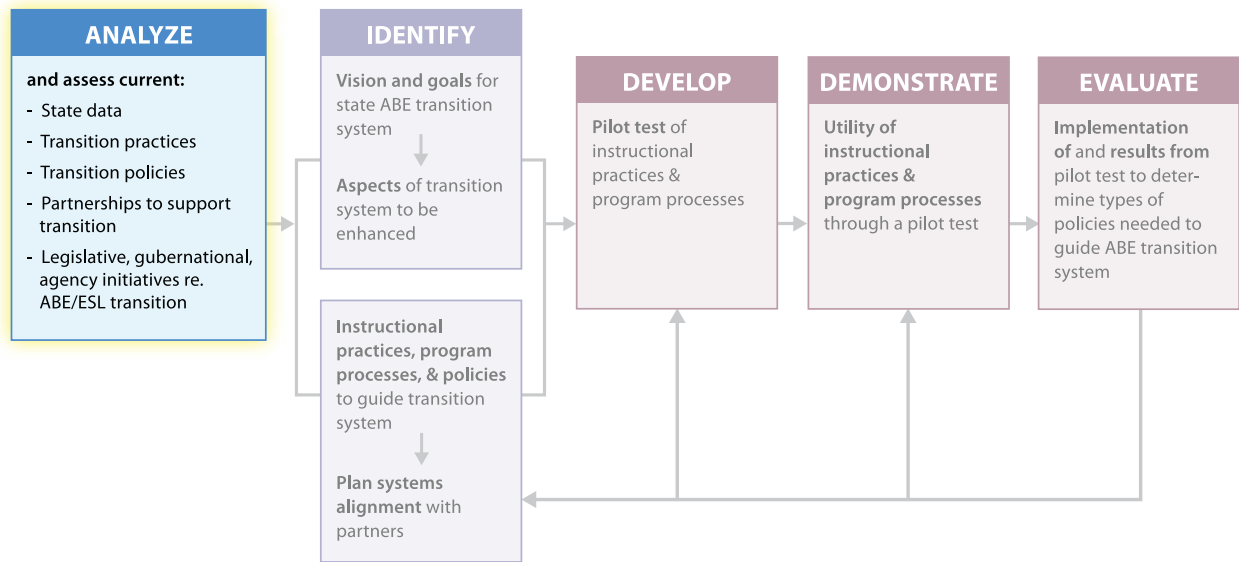 ANALYZE
and assess current:
- State data
- Transition practices
- Transition policies
- Partnerships to support
transition
- Legislative, gubernational,
agency initiatives re.
ABE/ESL transition
IDENTIFY
Vision and goals for
state ABE transition
system
Aspects of transition
system to be
enhanced
Instructional
practices, program
processes, & policies
to guide transition
system
Plan systems
alignment with
partners
DEVELOP
Pilot test of
instructional
practices &
program processes
DEMONSTRATE
Utility of
instructional
practices &
program processes
through a pilot test
EVALUATE
Implementation
of and results from
pilot test to deter-
mine types of
policies needed to
guide ABE transition
system